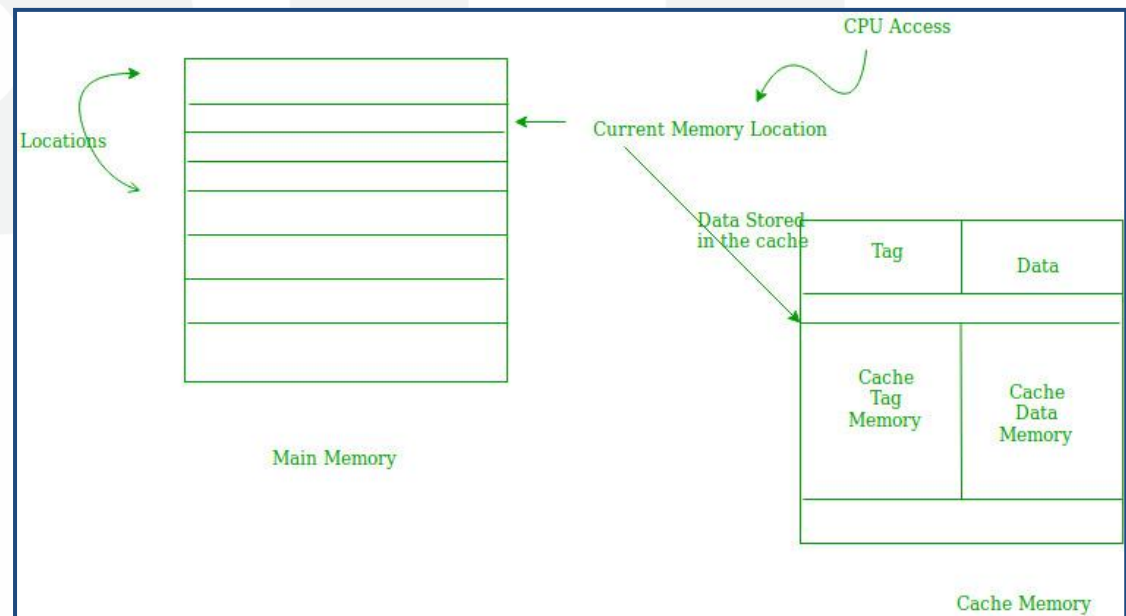 CPU Access
Locations
Current Memory Location
Data Stored
in the cache
Tag
Data
Cache
Tag
Memory
Cache
Data
Memory
Main Memory
Cache Memory